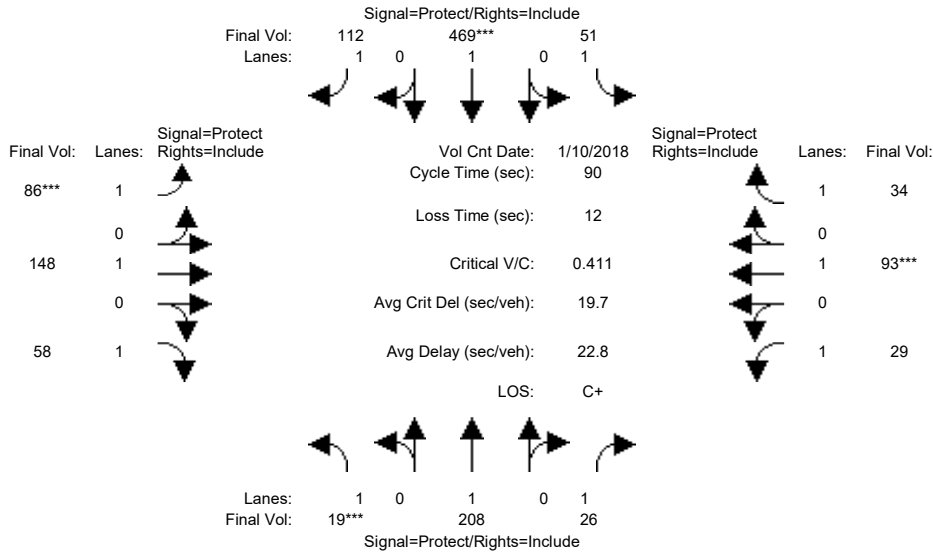 Signal=Protect/Rights=Include
Final Vol: 112 469*** 51
Lanes: 1 0 1 0 1
Signal=Protect
Final Vol: Lanes: Rights=Include
Vol Cnt Date: 1/10/2018
Signal=Protect
Rights=Include Lanes: Final Vol:
Cycle Time (sec): 90
86*** 1
1 34
Loss Time (sec): 12
0
0
148 1
Critical V/C: 0.411
1 93***
0
Avg Crit Del (sec/veh): 19.7
0
58 1
Avg Delay (sec/veh): 22.8
1 29
LOS: C+
Lanes: 1 0 1 0 1
Final Vol: 19*** 208 26
Signal=Protect/Rights=Include